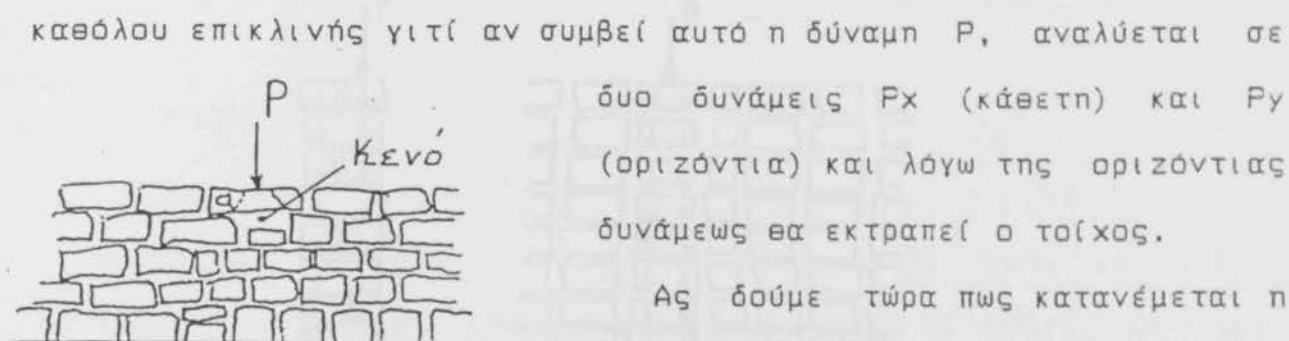 καθόλου επικλινής γιτί αν συμβεί αυτό η δύναμη P, αναλύεται σε
δυο δυνάμεις Px (κάθετη) και Py
(οριζόντια) και λόγω της οριζόντιας
δυνάμεως θα εκτραπεί ο τοίχος.
Ας δούμε τώρα πως κατανέμεται η
P
Κενό
a